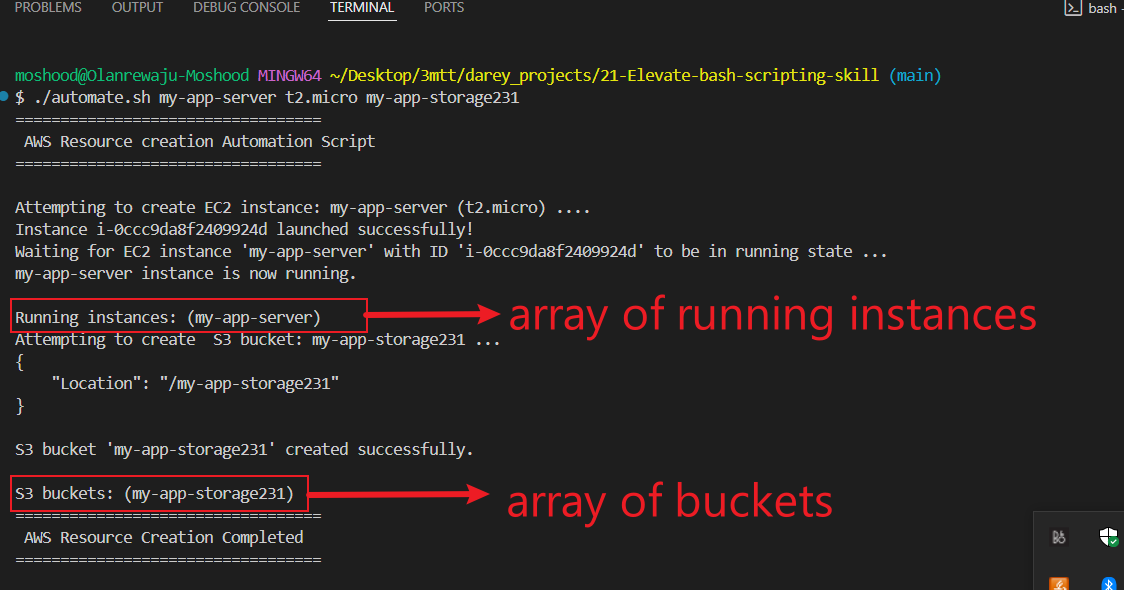 PROBLEMS OUTPUT DEBUG CONSOLE TERMINAL PORTS bash
moshood@Olanrewaju-Moshood MINGW64 ~/Desktop/3mtt/darey_projects/21-Elevate-bash-scripting-skill (main)
$ ./automate.sh my-app-server t2.micro my-app-storage231
==================================
AWS Resource creation Automation Script
==================================
Attempting to create EC2 instance: my-app-server (t2.micro) ....
Instance i-0ccc9da8f2409924d launched successfully!
Waiting for EC2 instance 'my-app-server' with ID 'i-0ccc9da8f2409924d' to be in running state ...
my-app-server instance is now running.
Running instances: (my-app-server)
array of running instances
Attempting to create  S3 bucket: my-app-storage231 ...
{
"Location": "/my-app-storage231"
}
S3 bucket 'my-app-storage231' created successfully.
S3 buckets: (my-app-storage231)
array of buckets
==================================
AWS Resource Creation Completed
==================================